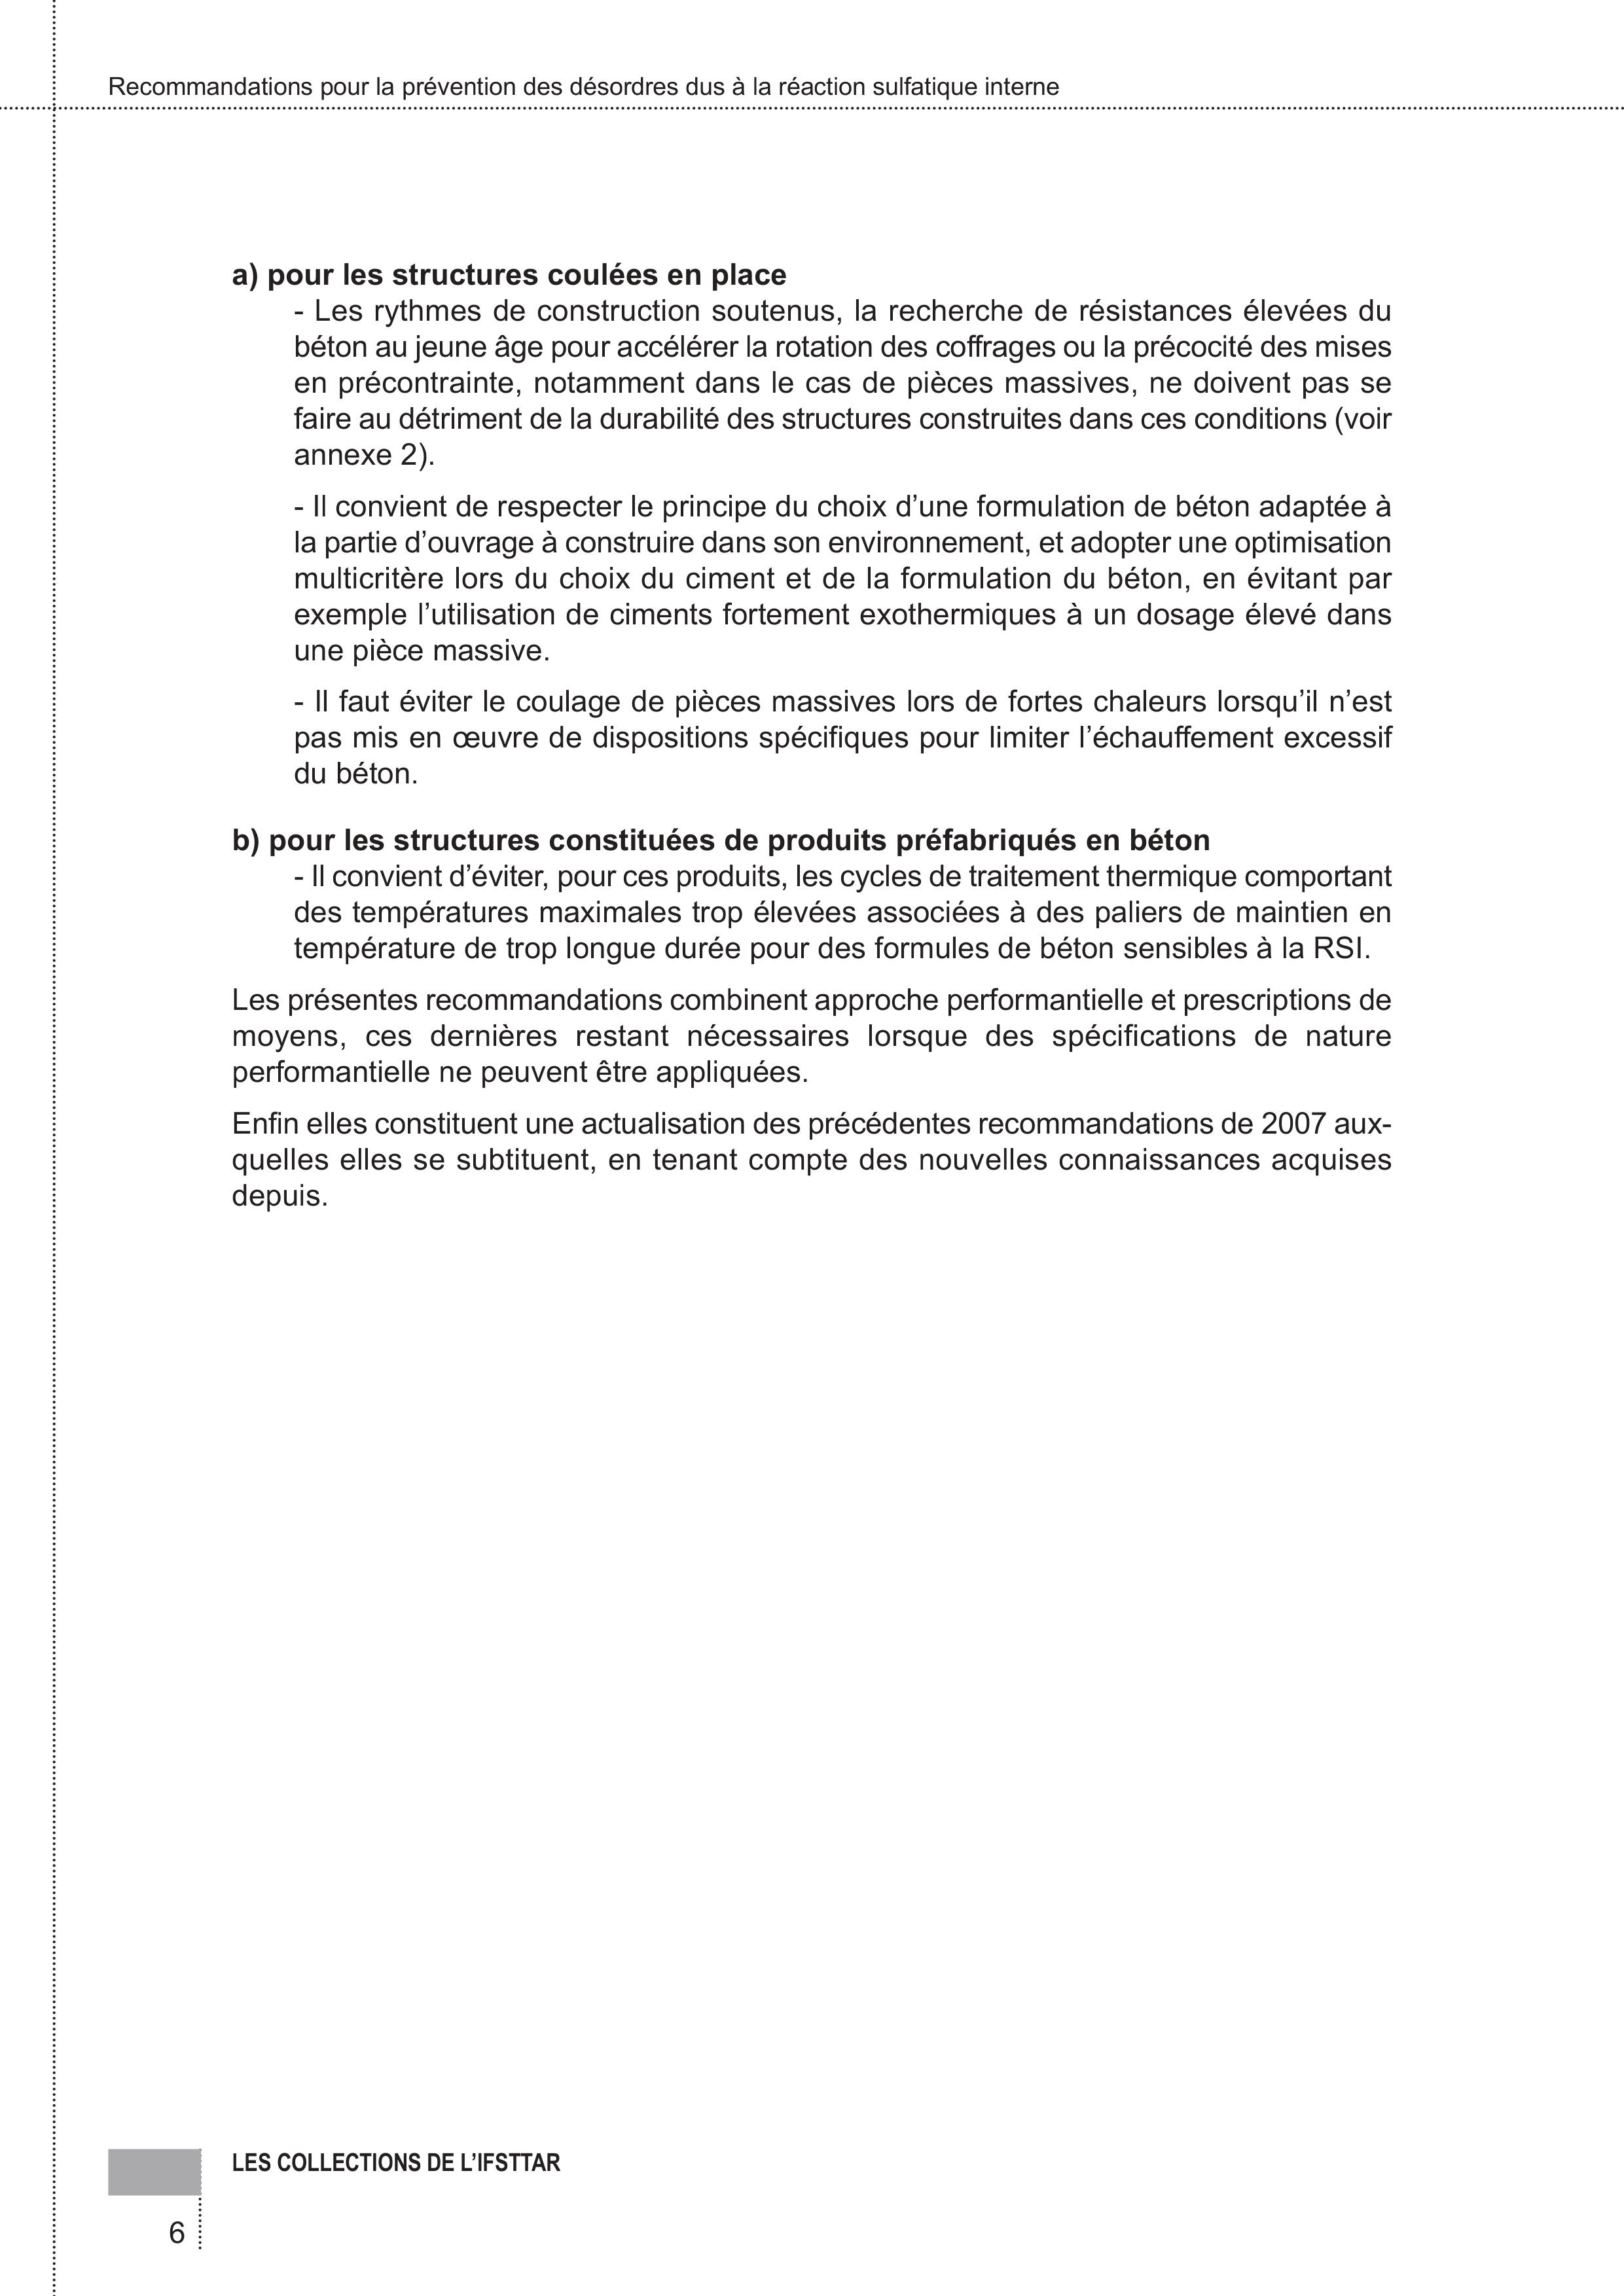 Recommandations pour la prévention des désordres dus à la réaction sulfatique interne
a) pour les structures coulées en place
- Les rythmes de construction soutenus, la recherche de résistances élevées du
béton au jeune âge pour accélérer la rotation des coffrages ou la précocité des mises
en précontrainte, notamment dans le cas de pièces massives, ne doivent pas se
faire au détriment de la durabilité des structures construites dans ces conditions (voir
annexe 2).
- Il convient de respecter le principe du choix d’une formulation de béton adaptée à
la partie d’ouvrage à construire dans son environnement, et adopter une optimisation
multicritère lors du choix du ciment et de la formulation du béton, en évitant par
exemple l’utilisation de ciments fortement exothermiques à un dosage élevé dans
une pièce massive.
- Il faut éviter le coulage de pièces massives lors de fortes chaleurs lorsqu’il n’est
pas mis en œuvre de dispositions spécifiques pour limiter l’échauffement excessif
du béton.
b) pour les structures constituées de produits préfabriqués en béton
- Il convient d’éviter, pour ces produits, les cycles de traitement thermique comportant
des températures maximales trop élevées associées à des paliers de maintien en
température de trop longue durée pour des formules de béton sensibles à la RSI.
Les présentes recommandations combinent approche performantielle et prescriptions de
moyens, ces dernières restant nécessaires lorsque des spécifications de nature
performantielle ne peuvent être appliquées.
Enfin elles constituent une actualisation des précédentes recommandations de 2007 aux-
quelles elles se subtituent, en tenant compte des nouvelles connaissances acquises
depuis.
LES COLLECTIONS DE L’IFSTTAR
6